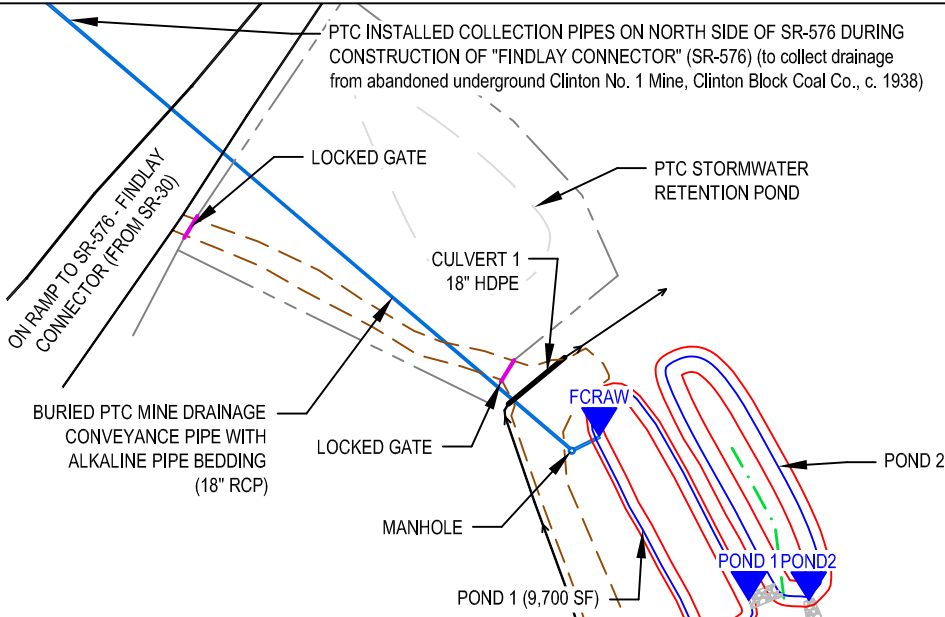 PTC INSTALLED COLLECTION PIPES ON NORTH SIDE OF SR-576 DURING
CONSTRUCTION OF "FINDLAY CONNECTOR" (SR-576) (to collect drainage
from abandoned underground Clinton No. 1 Mine, Clinton Block Coal Co., c. 1938)
LOCKED GATE
PTC STORMWATER
RETENTION POND
ON RAMP TO SR-576 - FINDLAY
CONNECTOR (FROM SR-30)
CULVERT 1
18" HDPE
FCRAW
BURIED PTC MINE DRAINAGE
CONVEYANCE PIPE WITH
ALKALINE PIPE BEDDING
(18" RCP)
LOCKED GATE
POND 2
MANHOLE
POND 1
POND2
POND 1 (9,700 SF)